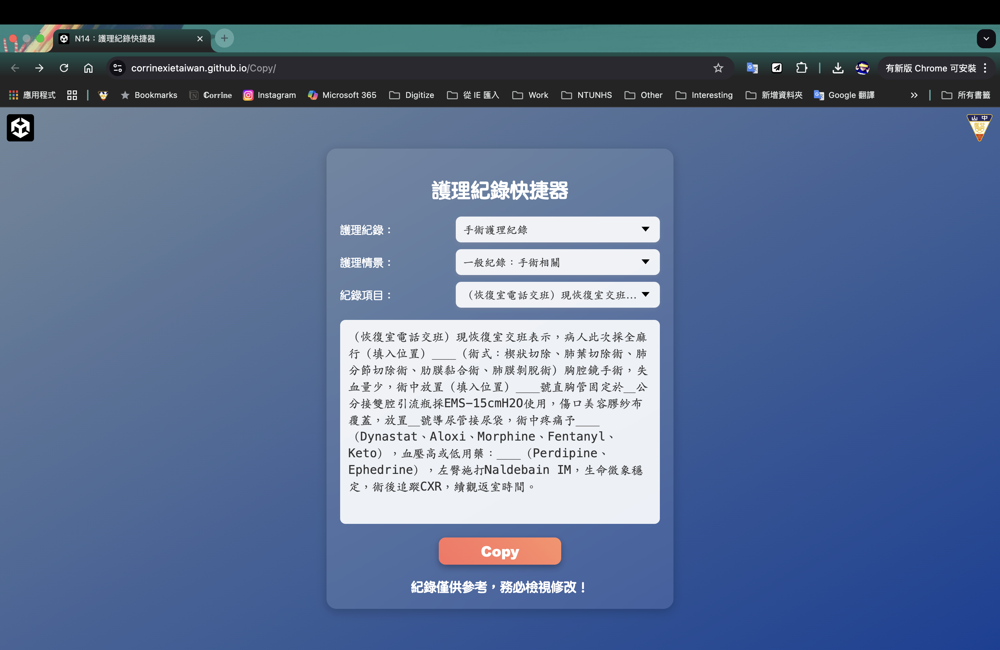 N14：護理紀錄快捷器
corrinexietaiwan.github.io/Copy/
有新版 Chrome 可安裝
應用程式
Bookmarks
Corrine
Instagram
Microsoft 365
Digitize
從 IE 匯入
Work
NTUNHS
Other
Interesting
新增資料夾
Google 翻譯
所有書籤
山 中
醫
護理紀錄快捷器
護理紀錄：
手術護理紀錄
護理情景：
一般紀錄：手術相關
紀錄項目：
（恢復室電話交班）現恢復室交班...
（恢復室電話交班）現恢復室交班表示，病人此次採全麻
行（填入位置）____（術式：楔狀切除、肺葉切除術、肺
分節切除術、肋膜黏合術、肺膜剝脫術）胸腔鏡手術，失
血量少，術中放置（填入位置）____號直胸管固定於__公
分接雙腔引流瓶採EMS-15cmH2O使用，傷口美容膠紗布
覆蓋，放置__號導尿管接尿袋，術中疼痛予____
（Dynastat、Aloxi、Morphine、Fentanyl、
Keto），血壓高或低用藥：____（Perdipine、
Ephedrine），左臀施打Naldebain IM，生命徵象穩
定，術後追蹤CXR，續觀返室時間。
Copy
紀錄僅供參考，務必檢視修改！